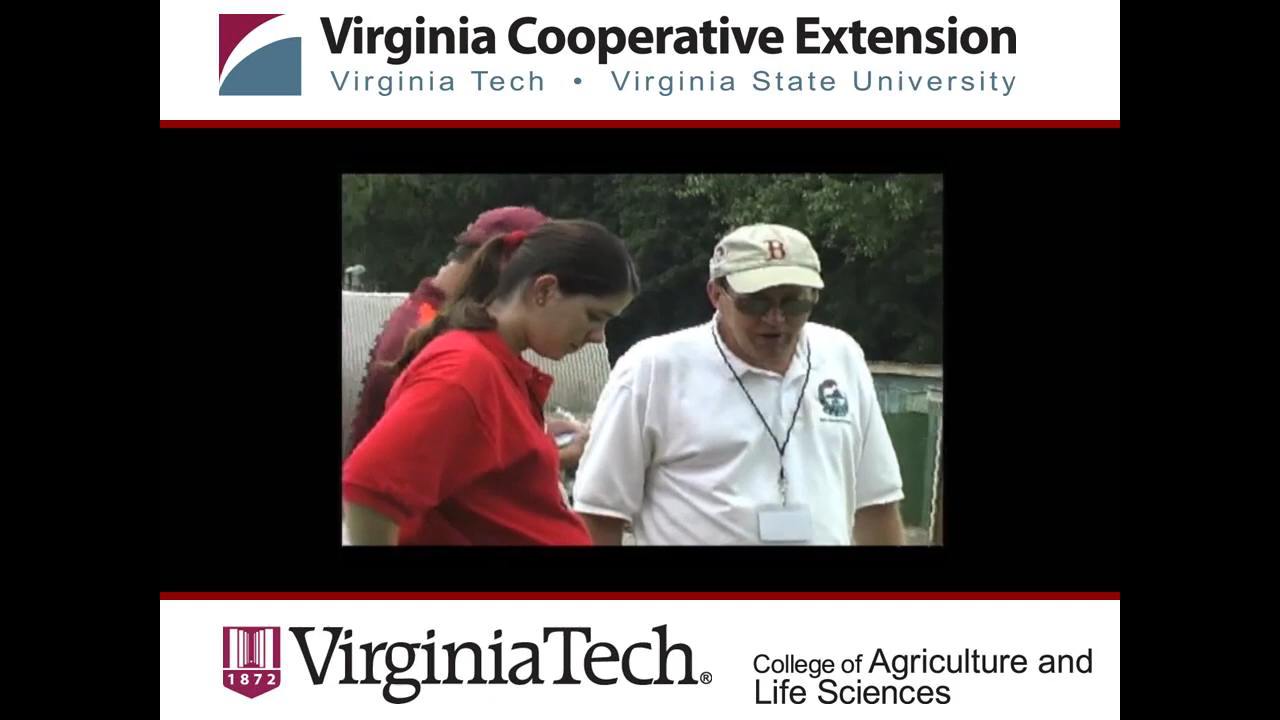 Virginia Cooperative Extension
Virginia Tech • Virginia State University
B
1872
VirginiaTech®
College of Agriculture and
Life Sciences